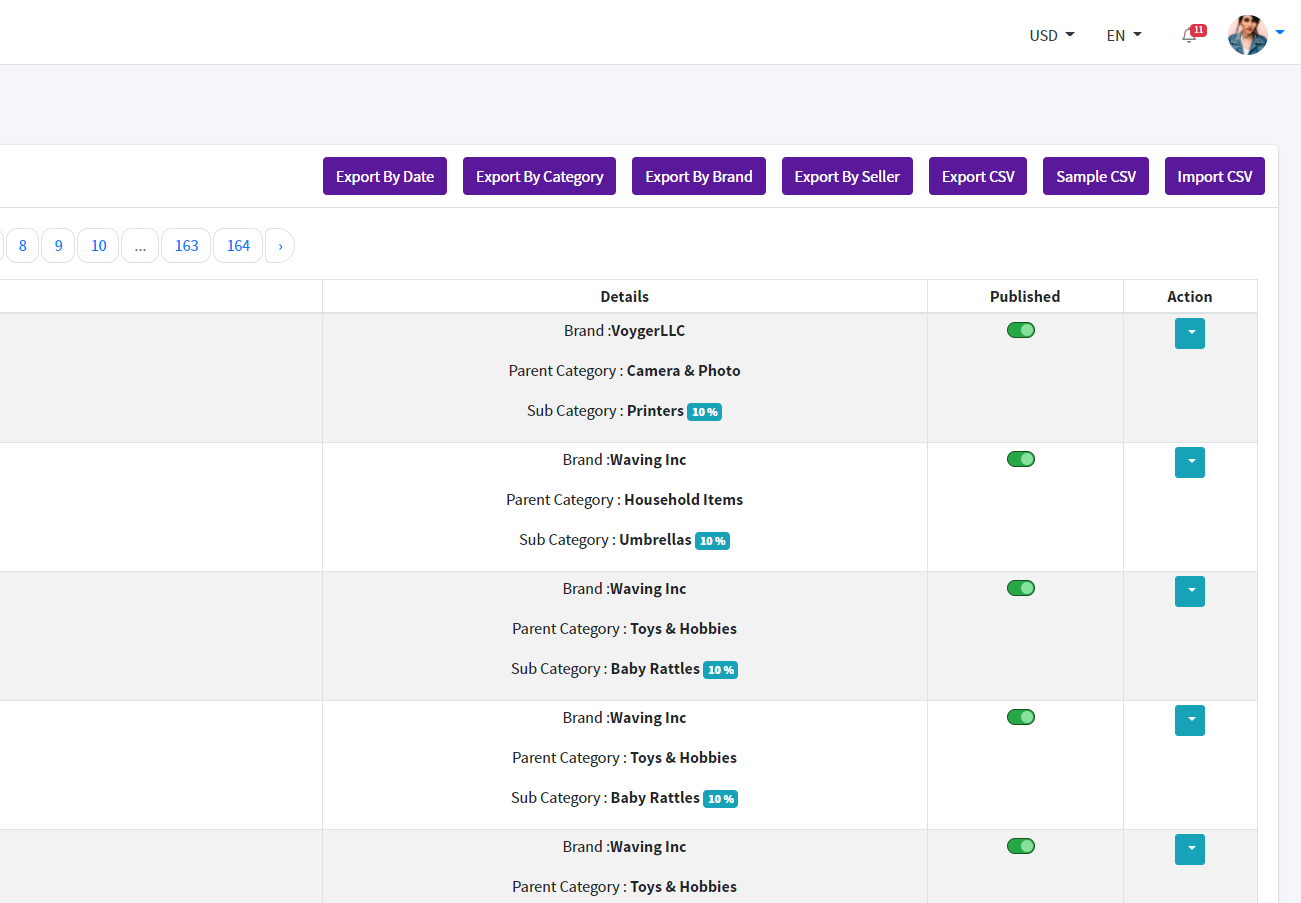 USD EN 11
Export By Date Export By Category Export By Brand Export By Seller Export CSV Sample CSV Import CSV
8 9 10 ... 163 164 ›
Details Published Action
Brand :VoygerLLC
Parent Category : Camera & Photo
Sub Category : Printers 10 %
Brand :Waving Inc
Parent Category : Household Items
Sub Category : Umbrellas 10 %
Brand :Waving Inc
Parent Category : Toys & Hobbies
Sub Category : Baby Rattles 10 %
Brand :Waving Inc
Parent Category : Toys & Hobbies
Sub Category : Baby Rattles 10 %
Brand :Waving Inc
Parent Category : Toys & Hobbies